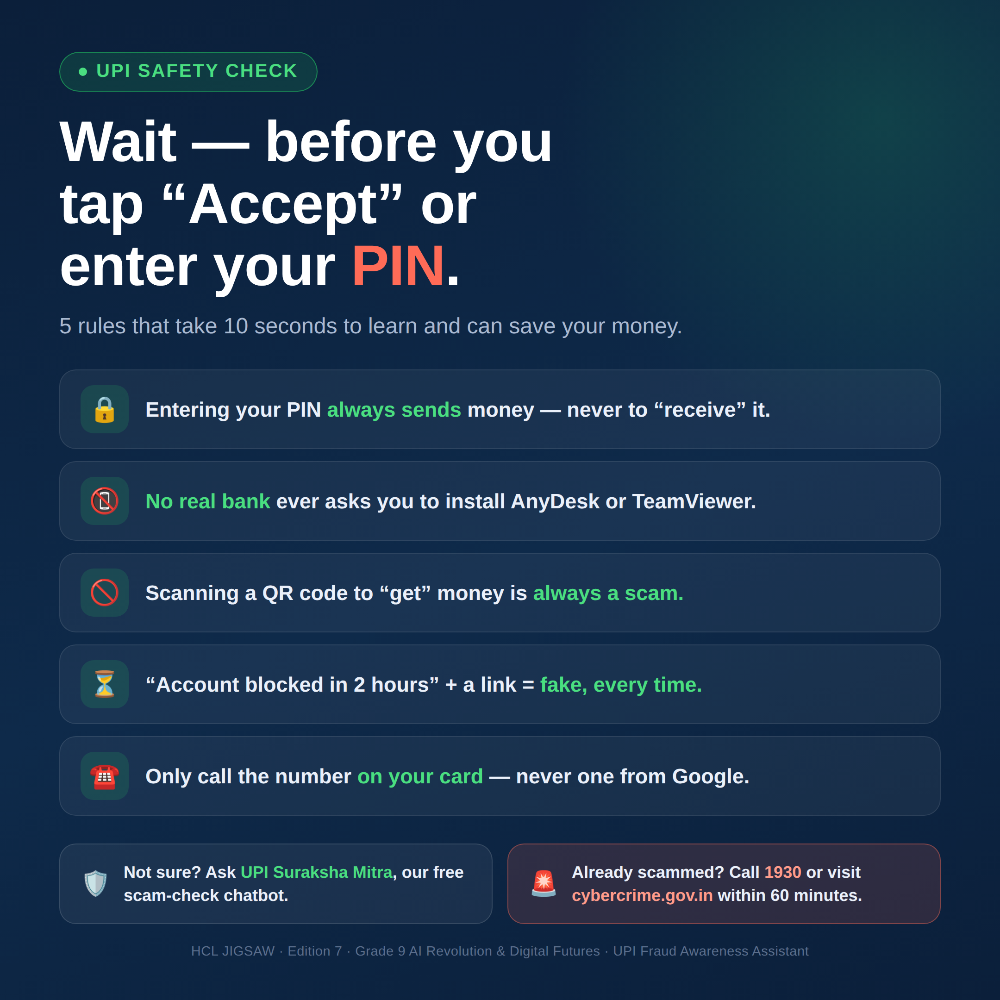 UPI SAFETY CHECK
Wait — before you
tap “Accept” or
enter your PIN.
5 rules that take 10 seconds to learn and can save your money.
Entering your PIN always sends money — never to “receive” it.
No real bank ever asks you to install AnyDesk or TeamViewer.
Scanning a QR code to “get” money is always a scam.
“Account blocked in 2 hours” + a link = fake, every time.
Only call the number on your card — never one from Google.
Not sure? Ask UPI Suraksha Mitra, our free
scam-check chatbot.
Already scammed? Call 1930 or visit
cybercrime.gov.in within 60 minutes.
HCL JIGSAW · Edition 7 · Grade 9 AI Revolution & Digital Futures · UPI Fraud Awareness Assistant